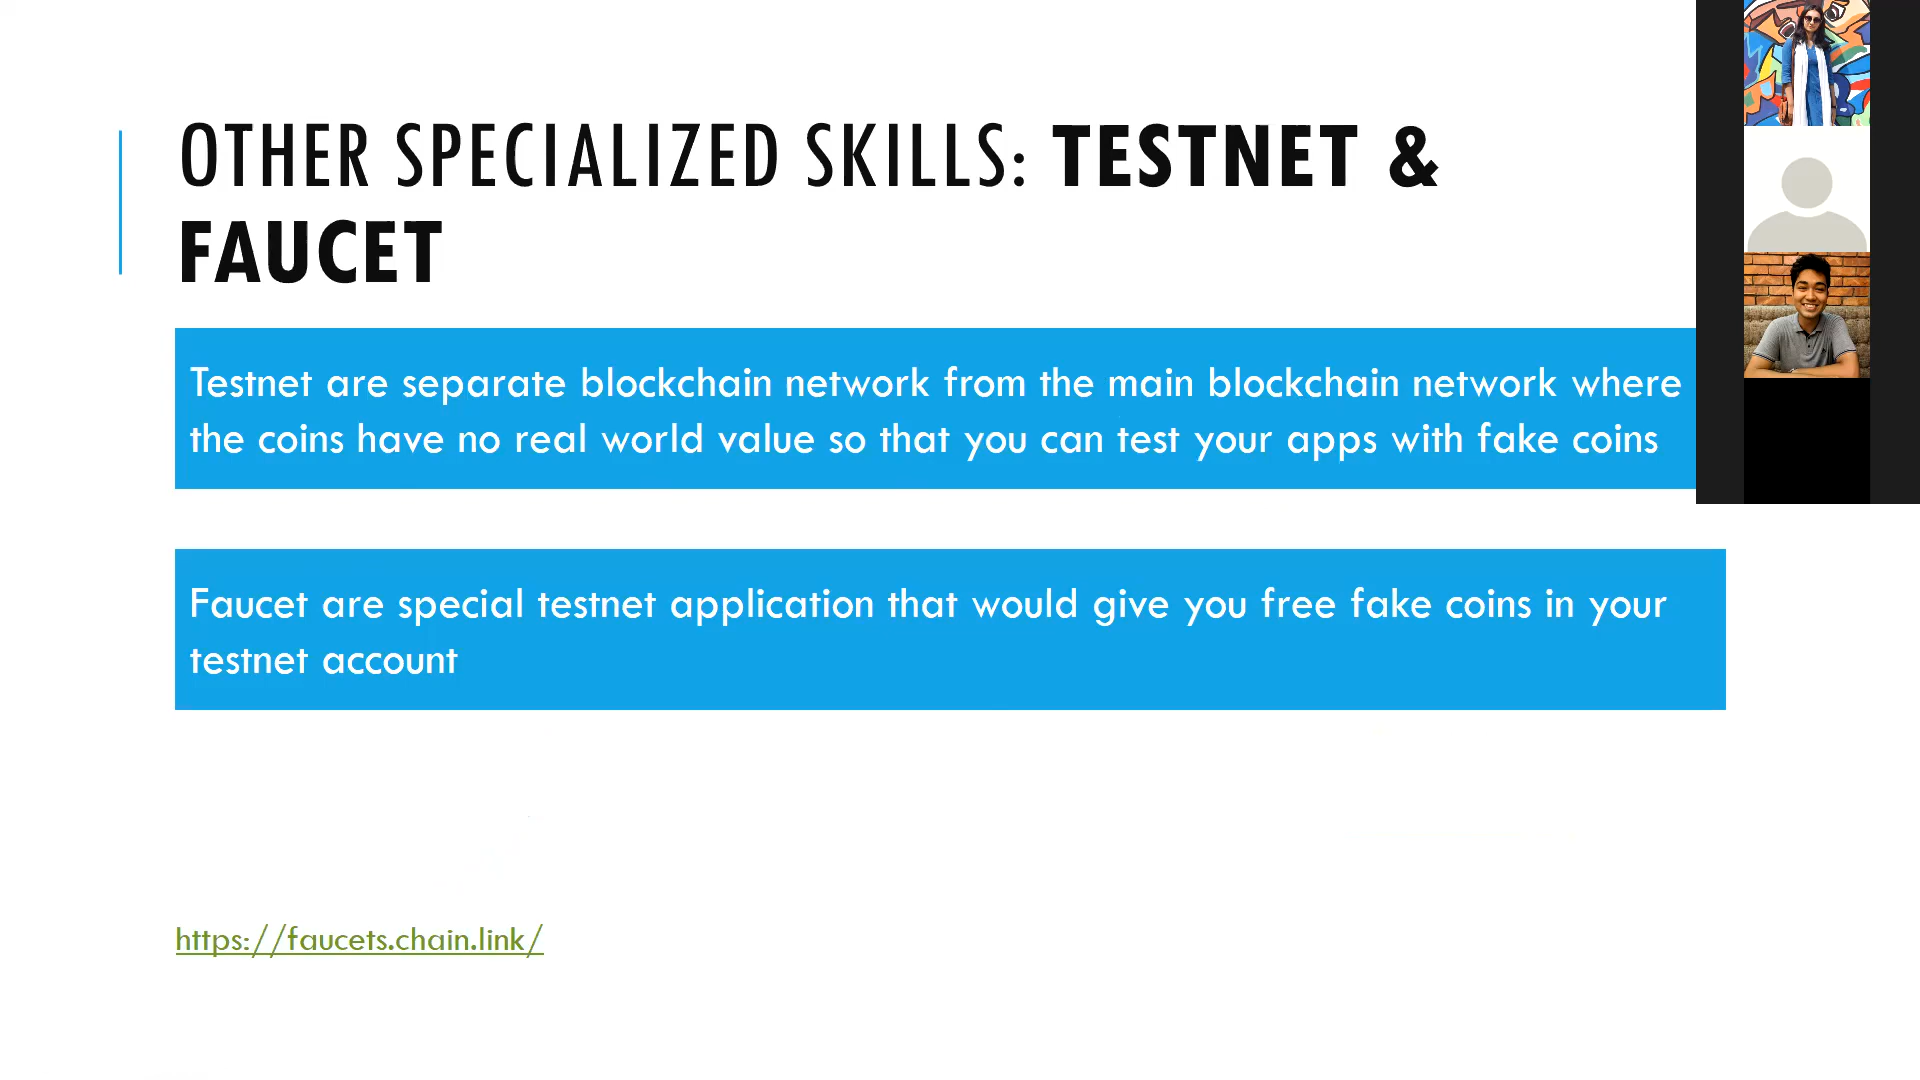 OTHER SPECIALIZED SKILLS: TESTNET &
FAUCET
Testnet are separate blockchain network from the main blockchain network where
the coins have no real world value so that you can test your apps with fake coins
Faucet are special testnet application that would give you free fake coins in your
testnet account
https://faucets.chain.link/